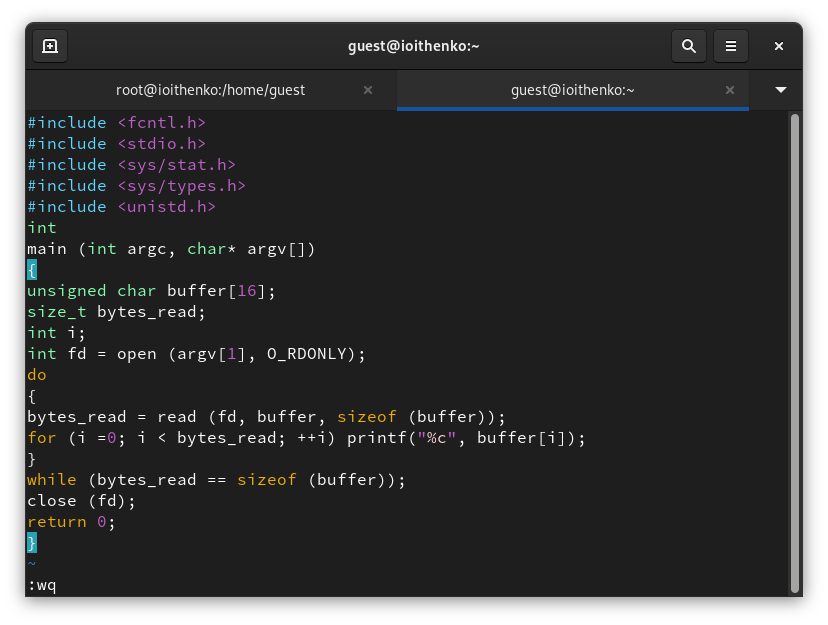 guest@ioithenko:~
root@ioithenko:/home/guest
guest@ioithenko:~
#include <fcntl.h>
#include <stdio.h>
#include <sys/stat.h>
#include <sys/types.h>
#include <unistd.h>
int
main (int argc, char* argv[])
{
unsigned char buffer[16];
size_t bytes_read;
int i;
int fd = open (argv[1], O_RDONLY);
do
{
bytes_read = read (fd, buffer, sizeof (buffer));
for (i =0; i < bytes_read; ++i) printf("%c", buffer[i]);
}
while (bytes_read == sizeof (buffer));
close (fd);
return 0;
}
~
:wq